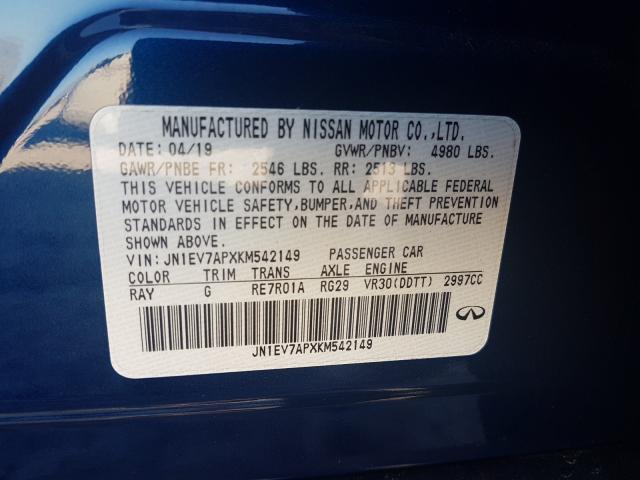 MANUFACTURED BY NISSAN MOTOR CO.,LTD.
DATE: 04/19 GVWR/PNBV: 4980 LBS.
GAWR/PNBE FR: 2546 LBS. RR: 2513 LBS.
THIS VEHICLE CONFORMS TO ALL APPLICABLE FEDERAL
MOTOR VEHICLE SAFETY,BUMPER,AND THEFT PREVENTION
STANDARDS IN EFFECT ON THE DATE OF MANUFACTURE
SHOWN ABOVE.
VIN: JN1EV7APXKM542149 PASSENGER CAR
COLOR TRIM TRANS AXLE ENGINE
RAY G RE7R01A RG29 VR30(DDTT) 2997CC
JN1EV7APXKM542149